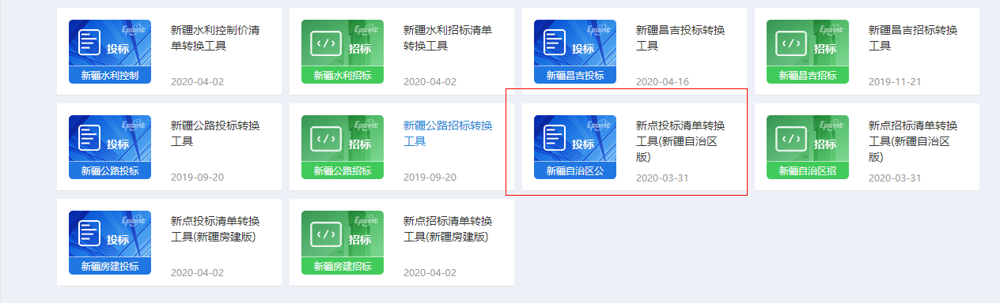 Epoint
投标
新疆水利控制
新疆水利控制价清
单转换工具
2020-04-02
Epoint
招标
新疆水利招标
新疆水利招标清单
转换工具
2020-04-02
Epoint
投标
新疆昌吉投标
新疆昌吉投标转换
工具
2020-04-16
Epoint
招标
新疆昌吉招标
新疆昌吉招标转换
工具
2019-11-21
Epoint
投标
新疆公路投标
新疆公路投标转换
工具
2019-09-20
Epoint
招标
新疆公路招标
新疆公路招标转换
工具
2019-09-20
Epoint
投标
新疆自治区公
新点投标清单转换
工具(新疆自治区
版)
2020-03-31
Epoint
招标
新疆自治区招
新点招标清单转换
工具(新疆自治区
版)
2020-03-31
Epoint
投标
新疆房建投标
新点投标清单转换
工具(新疆房建版)
2020-04-02
Epoint
招标
新疆房建招标
新点招标清单转换
工具(新疆房建版)
2020-04-02